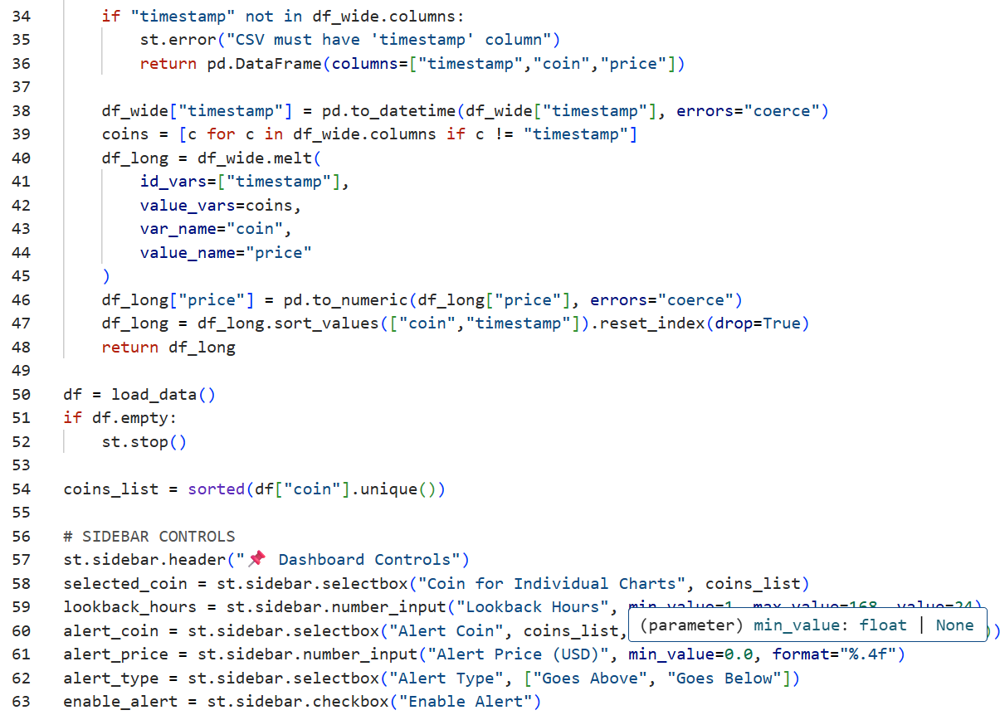 34 if "timestamp" not in df_wide.columns:
35 st.error("CSV must have 'timestamp' column")
36 return pd.DataFrame(columns=["timestamp","coin","price"])
37
38 df_wide["timestamp"] = pd.to_datetime(df_wide["timestamp"], errors="coerce")
39 coins = [c for c in df_wide.columns if c != "timestamp"]
40 df_long = df_wide.melt(
41 id_vars=["timestamp"],
42 value_vars=coins,
43 var_name="coin",
44 value_name="price"
45 )
46 df_long["price"] = pd.to_numeric(df_long["price"], errors="coerce")
47 df_long = df_long.sort_values(["coin","timestamp"]).reset_index(drop=True)
48 return df_long
49
50 df = load_data()
51 if df.empty:
52 st.stop()
53
54 coins_list = sorted(df["coin"].unique())
55
56 # SIDEBAR CONTROLS
57 st.sidebar.header("📌 Dashboard Controls")
58 selected_coin = st.sidebar.selectbox("Coin for Individual Charts", coins_list)
59 lookback_hours = st.sidebar.number_input("Lookback Hours", min_value=1, max_value=168, value=24)
(parameter) min_value: float | None
60 alert_coin = st.sidebar.selectbox("Alert Coin", coins_list, ))
61 alert_price = st.sidebar.number_input("Alert Price (USD)", min_value=0.0, format="%.4f")
62 alert_type = st.sidebar.selectbox("Alert Type", ["Goes Above", "Goes Below"])
63 enable_alert = st.sidebar.checkbox("Enable Alert")